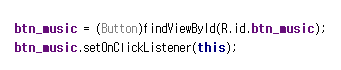 btn_music = (Button)findViewById(R.id.btn_music);
btn_music.setOnClickListener(this);